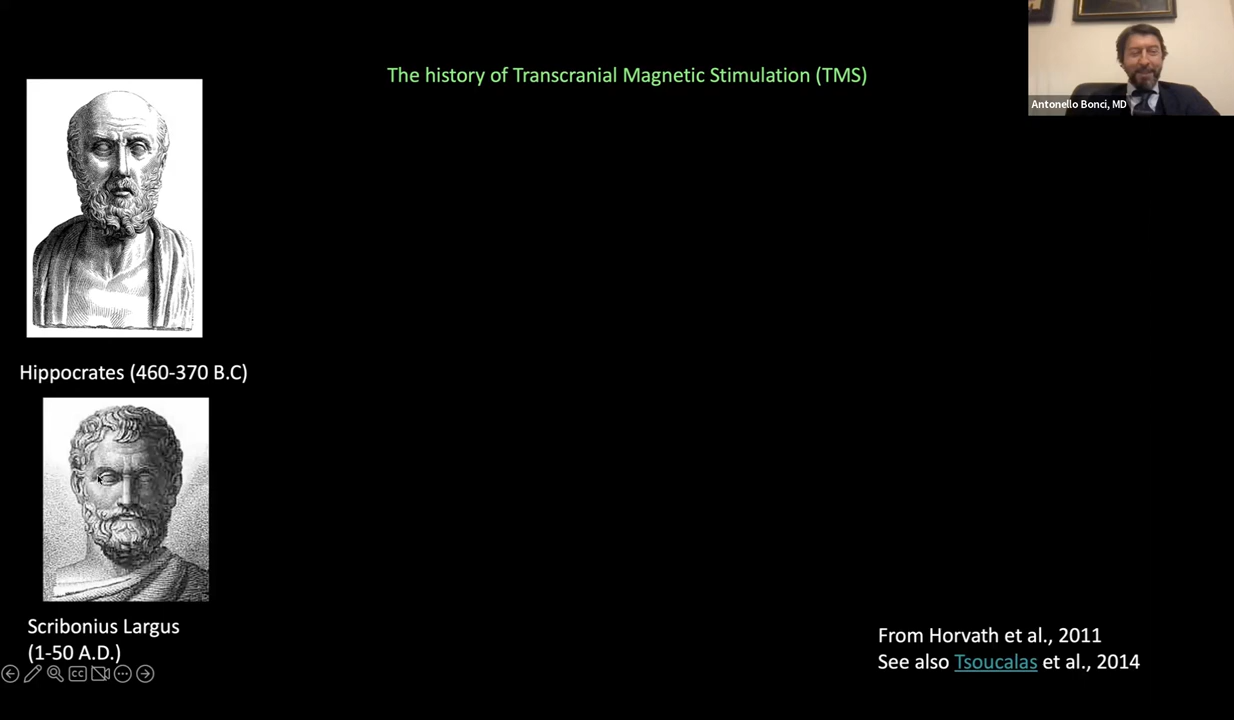 The history of Transcranial Magnetic Stimulation (TMS)
Antonello Bonci, MD
Hippocrates (460-370 B.C)
Scribonius Largus
(1-50 A.D.)
From Horvath et al., 2011
See also Tsoucalas et al., 2014
CC